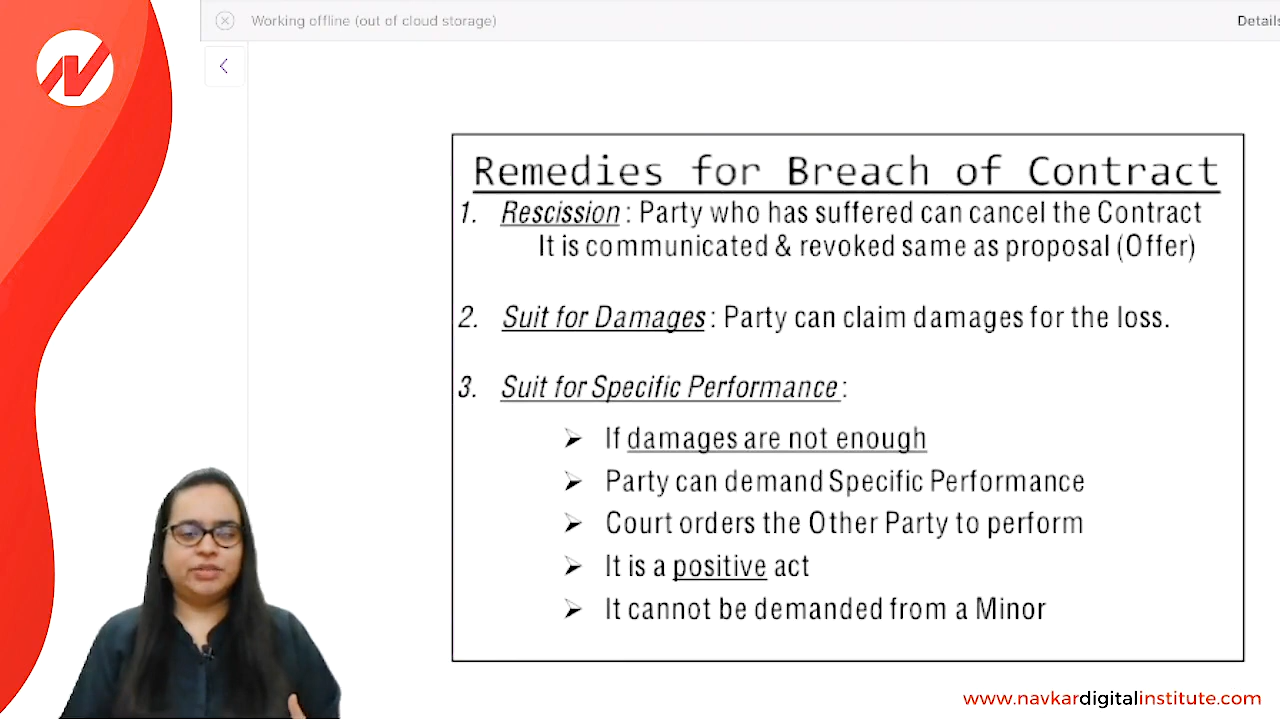 Working offline (out of cloud storage)
Details
Remedies for Breach of Contract
1. Rescission : Party who has suffered can cancel the Contract
It is communicated & revoked same as proposal (Offer)
2. Suit for Damages : Party can claim damages for the loss.
3. Suit for Specific Performance :
➢ If damages are not enough
➢ Party can demand Specific Performance
➢ Court orders the Other Party to perform
➢ It is a positive act
➢ It cannot be demanded from a Minor
www.navkardigitalinstitute.com